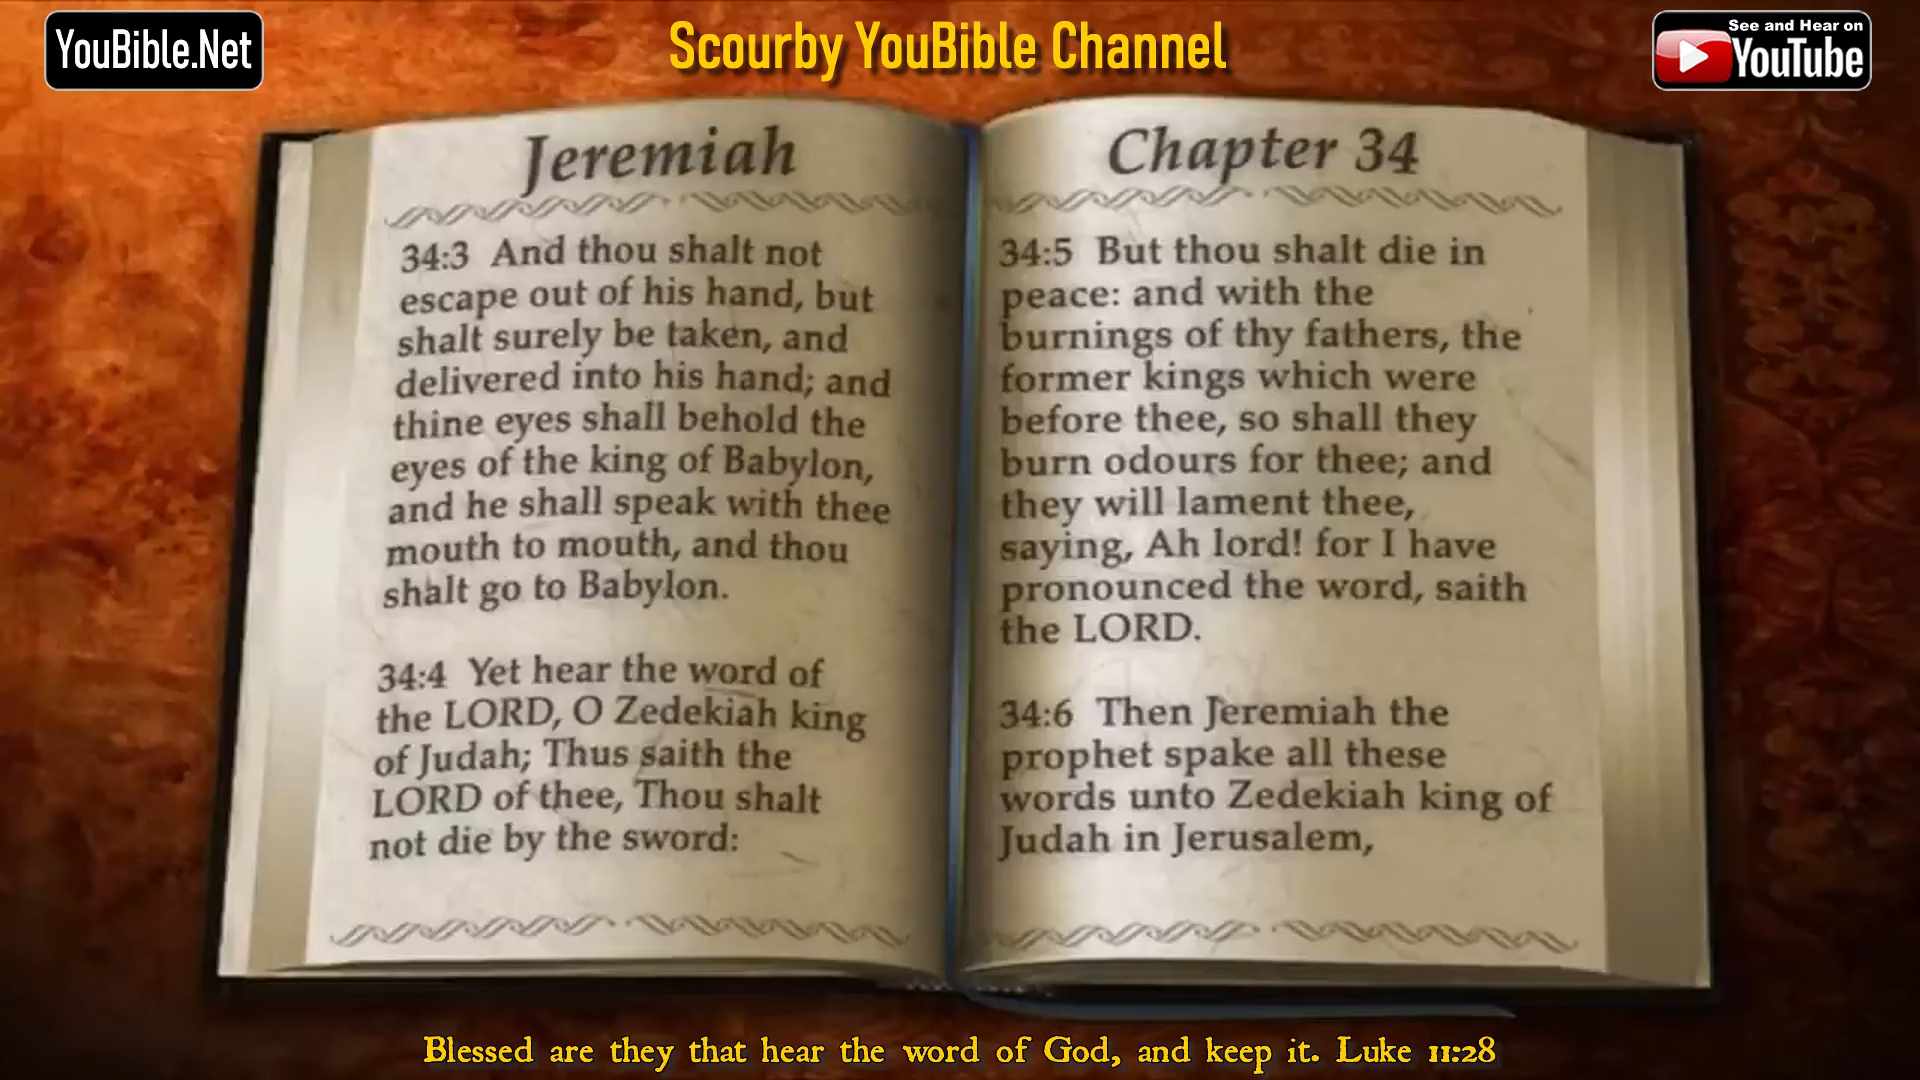 YouBible.Net
Scourby YouBible Channel
See and Hear on
YouTube
Jeremiah
34:3 And thou shalt not
escape out of his hand, but
shalt surely be taken, and
delivered into his hand; and
thine eyes shall behold the
eyes of the king of Babylon,
and he shall speak with thee
mouth to mouth, and thou
shalt go to Babylon.
34:4 Yet hear the word of
the LORD, O Zedekiah king
of Judah; Thus saith the
LORD of thee, Thou shalt
not die by the sword:
Chapter 34
34:5 But thou shalt die in
peace: and with the
burnings of thy fathers, the
former kings which were
before thee, so shall they
burn odours for thee; and
they will lament thee,
saying, Ah lord! for I have
pronounced the word, saith
the LORD.
34:6 Then Jeremiah the
prophet spake all these
words unto Zedekiah king of
Judah in Jerusalem,
Blessed are they that hear the word of God, and keep it. Luke 11:28